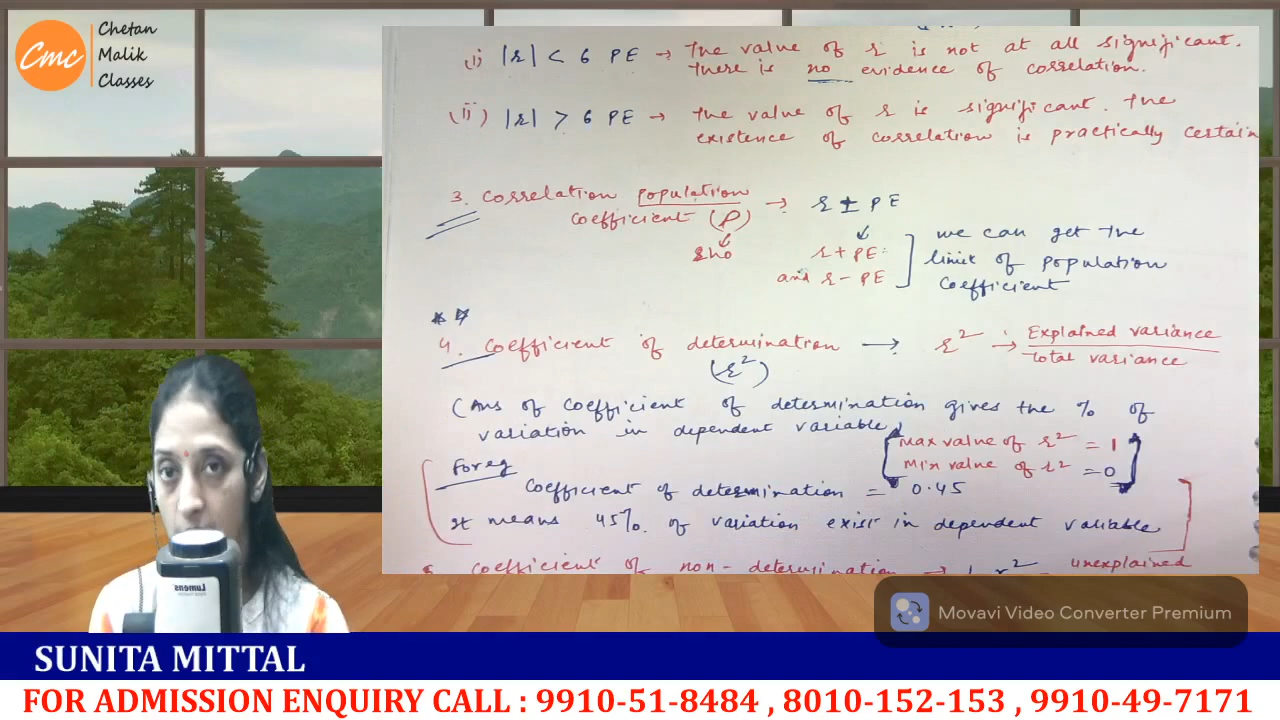 Cmc
Chetan
Malik
Classes
(i) |r| < 6 PE → The value of r is not at all significant.
There is no evidence of correlation.
(ii) |r| > 6 PE → The value of r is significant. The
existence of correlation is practically certain
3. Correlation population → r ± PE
coefficient (ρ)
rho
r + PE
and r - PE
we can get the
limit of population
coefficient
4. Coefficient of determination → r² → Explained variance
Total variance
(r²)
(Ans of coefficient of determination gives the % of
variation in dependent variable
max value of r² = 1
Min value of r² = 0
For eg
Coefficient of determination = 0.45
It means 45% of variation exist in dependent variable
coefficient of non-determination → 1 r² = unexplained
Lumens
Movavi Video Converter Premium
SUNITA MITTAL
FOR ADMISSION ENQUIRY CALL : 9910-51-8484 , 8010-152-153 , 9910-49-7171